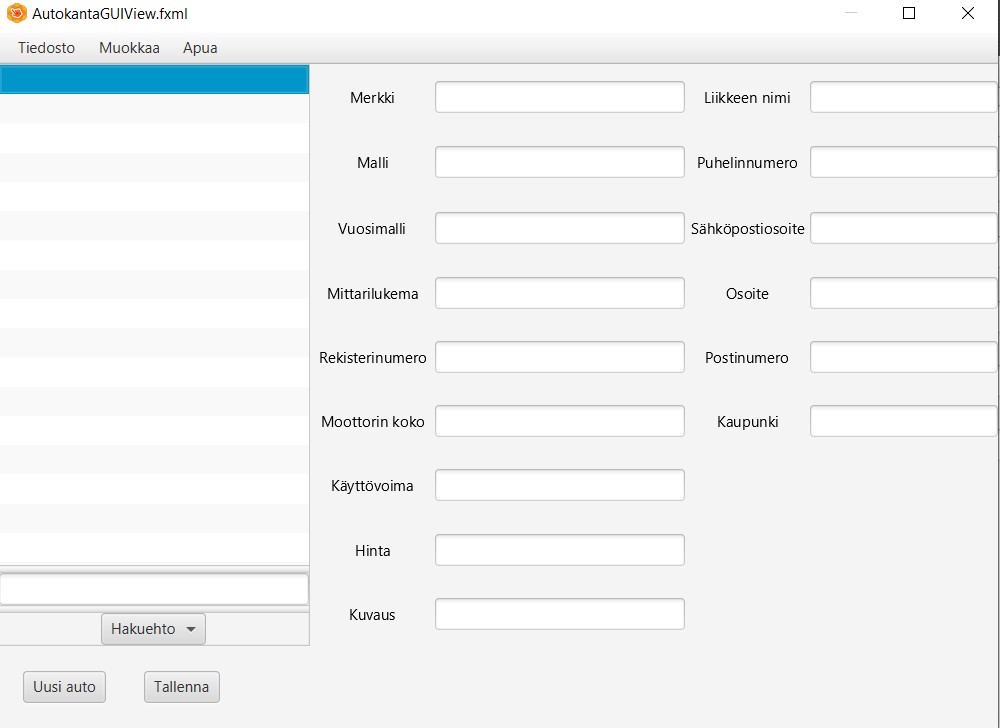 AutokantaGUIView.fxml
Tiedosto Muokkaa Apua
Merkki Liikkeen nimi
Malli Puhelinnumero
Vuosimalli Sähköpostiosoite
Mittarilukema Osoite
Rekisterinumero Postinumero
Moottorin koko Kaupunki
Käyttövoima
Hinta
Kuvaus
Hakuehto
Uusi auto Tallenna